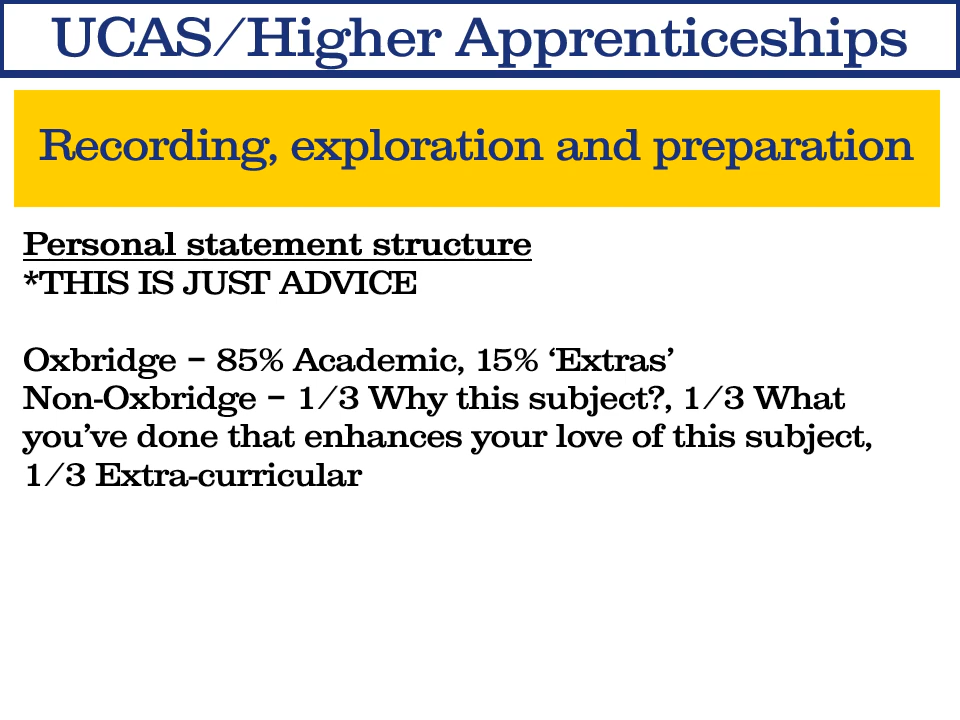 UCAS/Higher Apprenticeships
Recording, exploration and preparation
Personal statement structure
*THIS IS JUST ADVICE
Oxbridge – 85% Academic, 15% ‘Extras’
Non-Oxbridge – 1/3 Why this subject?, 1/3 What
you’ve done that enhances your love of this subject,
1/3 Extra-curricular